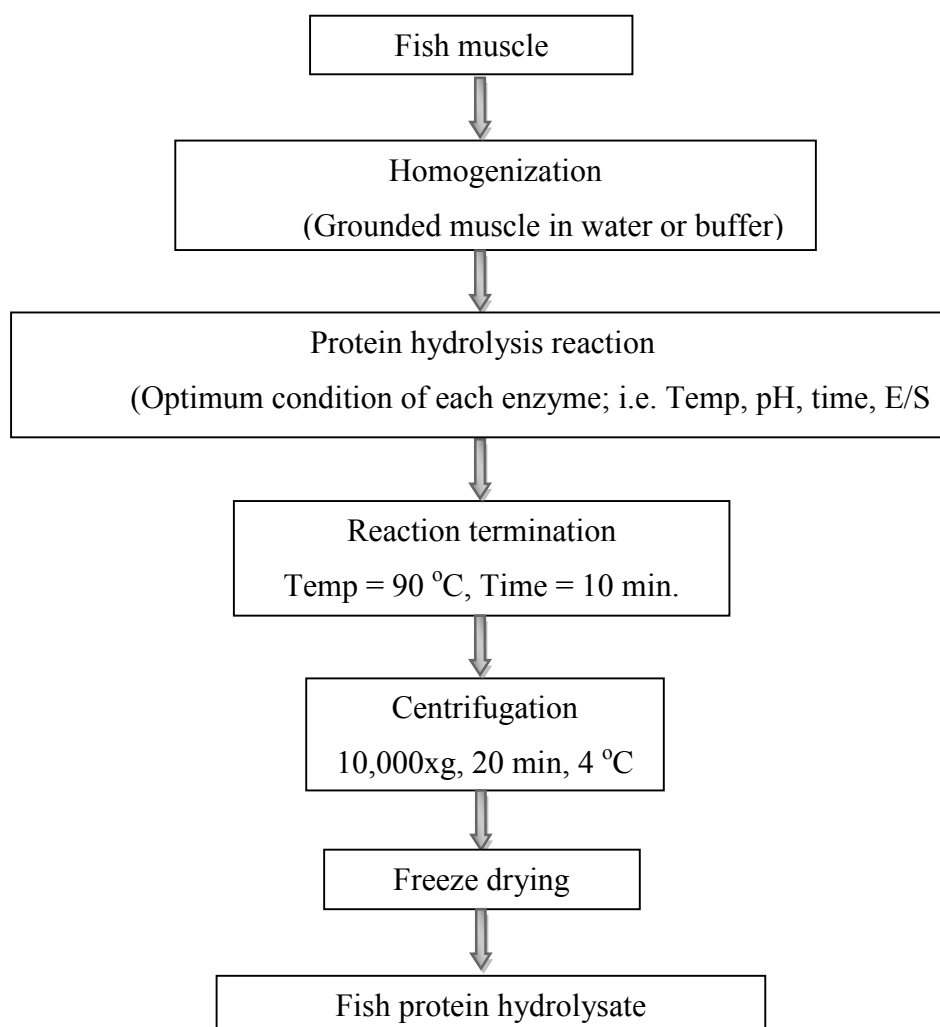 Fish muscle
Homogenization
(Grounded muscle in water or buffer)
Protein hydrolysis reaction
(Optimum condition of each enzyme; i.e. Temp, pH, time, E/S
Reaction termination
Temp = 90 °C, Time = 10 min.
Centrifugation
10,000xg, 20 min, 4 °C
Freeze drying
Fish protein hydrolysate